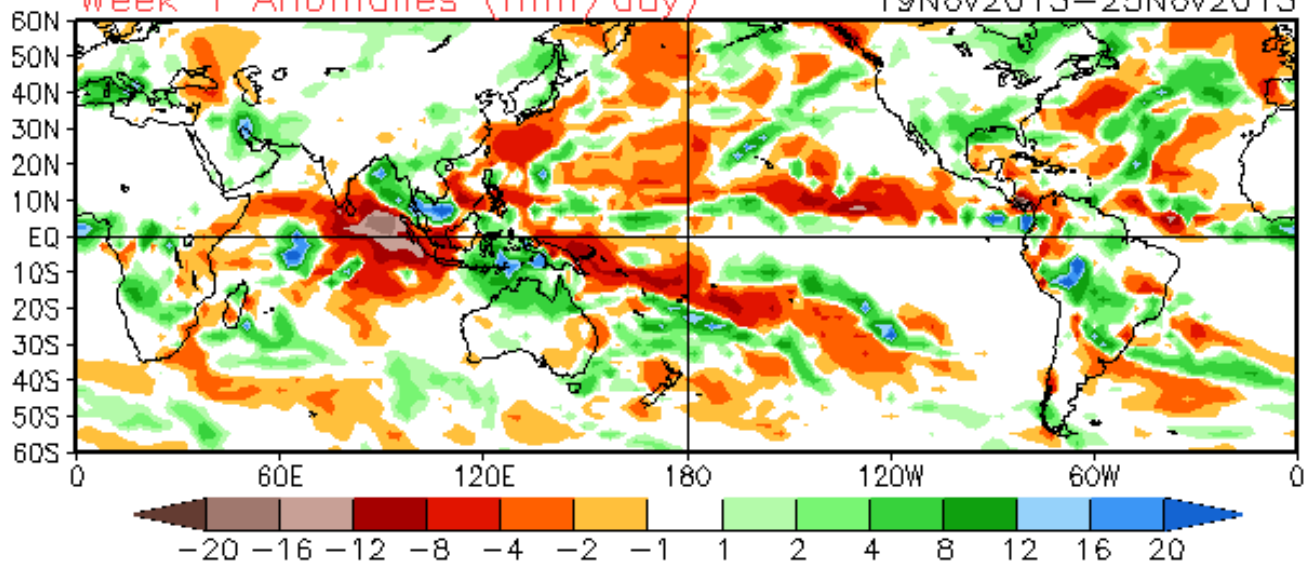 Week 1 Anomalies (mm/day) 19Nov2013-25Nov2013
60N
50N
40N
30N
20N
10N
EQ
10S
20S
30S
40S
50S
60S
0 60E 120E 180 120W 60W 0
-20 -16 -12 -8 -4 -2 -1 1 2 4 8 12 16 20